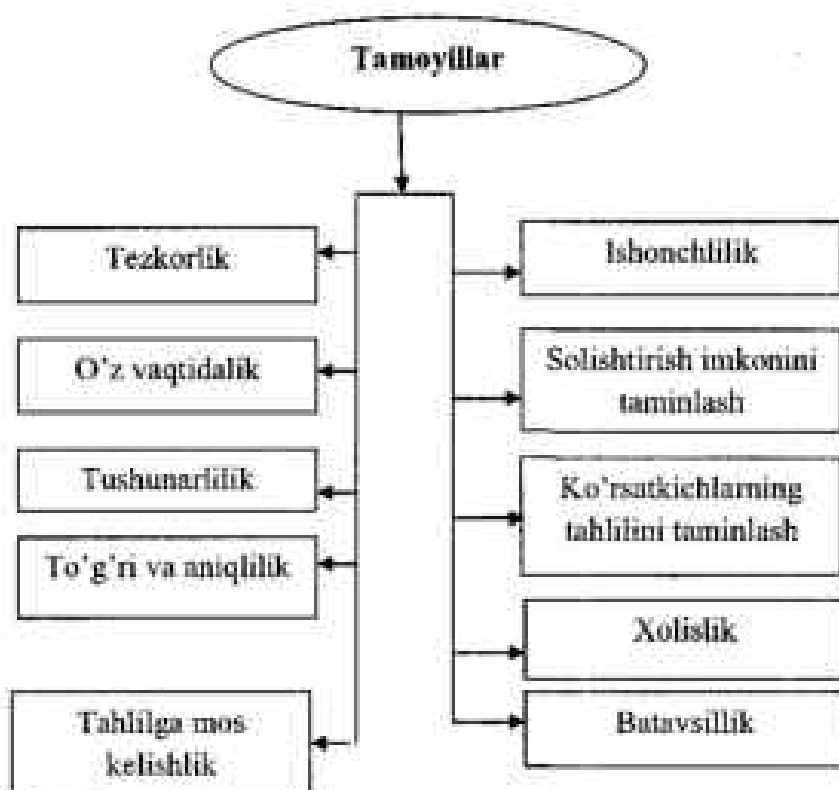 Tamoyillar
Tezkorlik
O'z vaqtidalik
Tushunarlilik
To'g'ri va aniqlilik
Tahlilga mos
kelishlik
Ishonchlilik
Solishtirish imkonini
taminlash
Ko'rsatkichlarning
tahlilini taminlash
Xolislik
Batavsillik